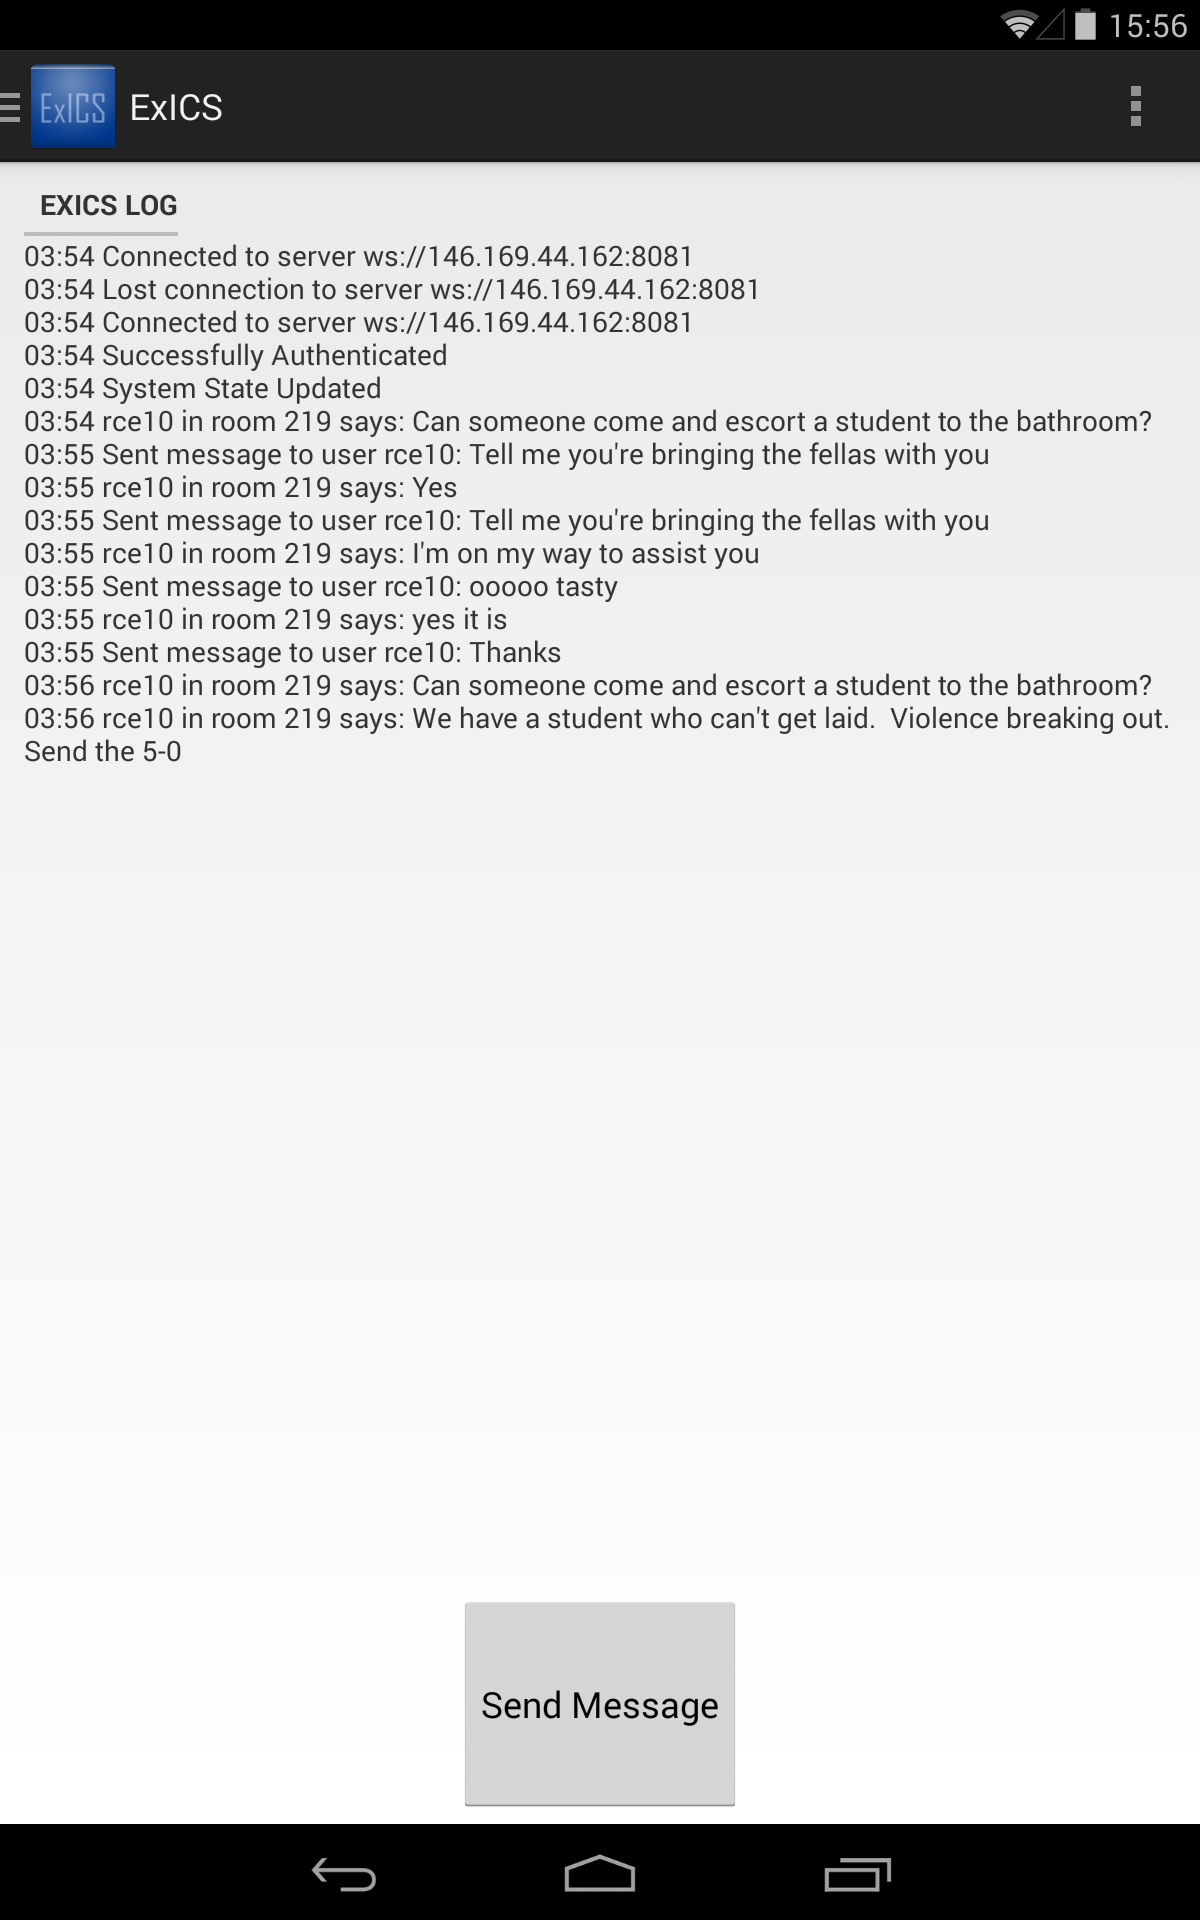 15:56
ExICS ExICS
EXICS LOG
03:54 Connected to server ws://146.169.44.162:8081
03:54 Lost connection to server ws://146.169.44.162:8081
03:54 Connected to server ws://146.169.44.162:8081
03:54 Successfully Authenticated
03:54 System State Updated
03:54 rce10 in room 219 says: Can someone come and escort a student to the bathroom?
03:55 Sent message to user rce10: Tell me you're bringing the fellas with you
03:55 rce10 in room 219 says: Yes
03:55 Sent message to user rce10: Tell me you're bringing the fellas with you
03:55 rce10 in room 219 says: I'm on my way to assist you
03:55 Sent message to user rce10: ooooo tasty
03:55 rce10 in room 219 says: yes it is
03:55 Sent message to user rce10: Thanks
03:56 rce10 in room 219 says: Can someone come and escort a student to the bathroom?
03:56 rce10 in room 219 says: We have a student who can't get laid.  Violence breaking out.
Send the 5-0
Send Message